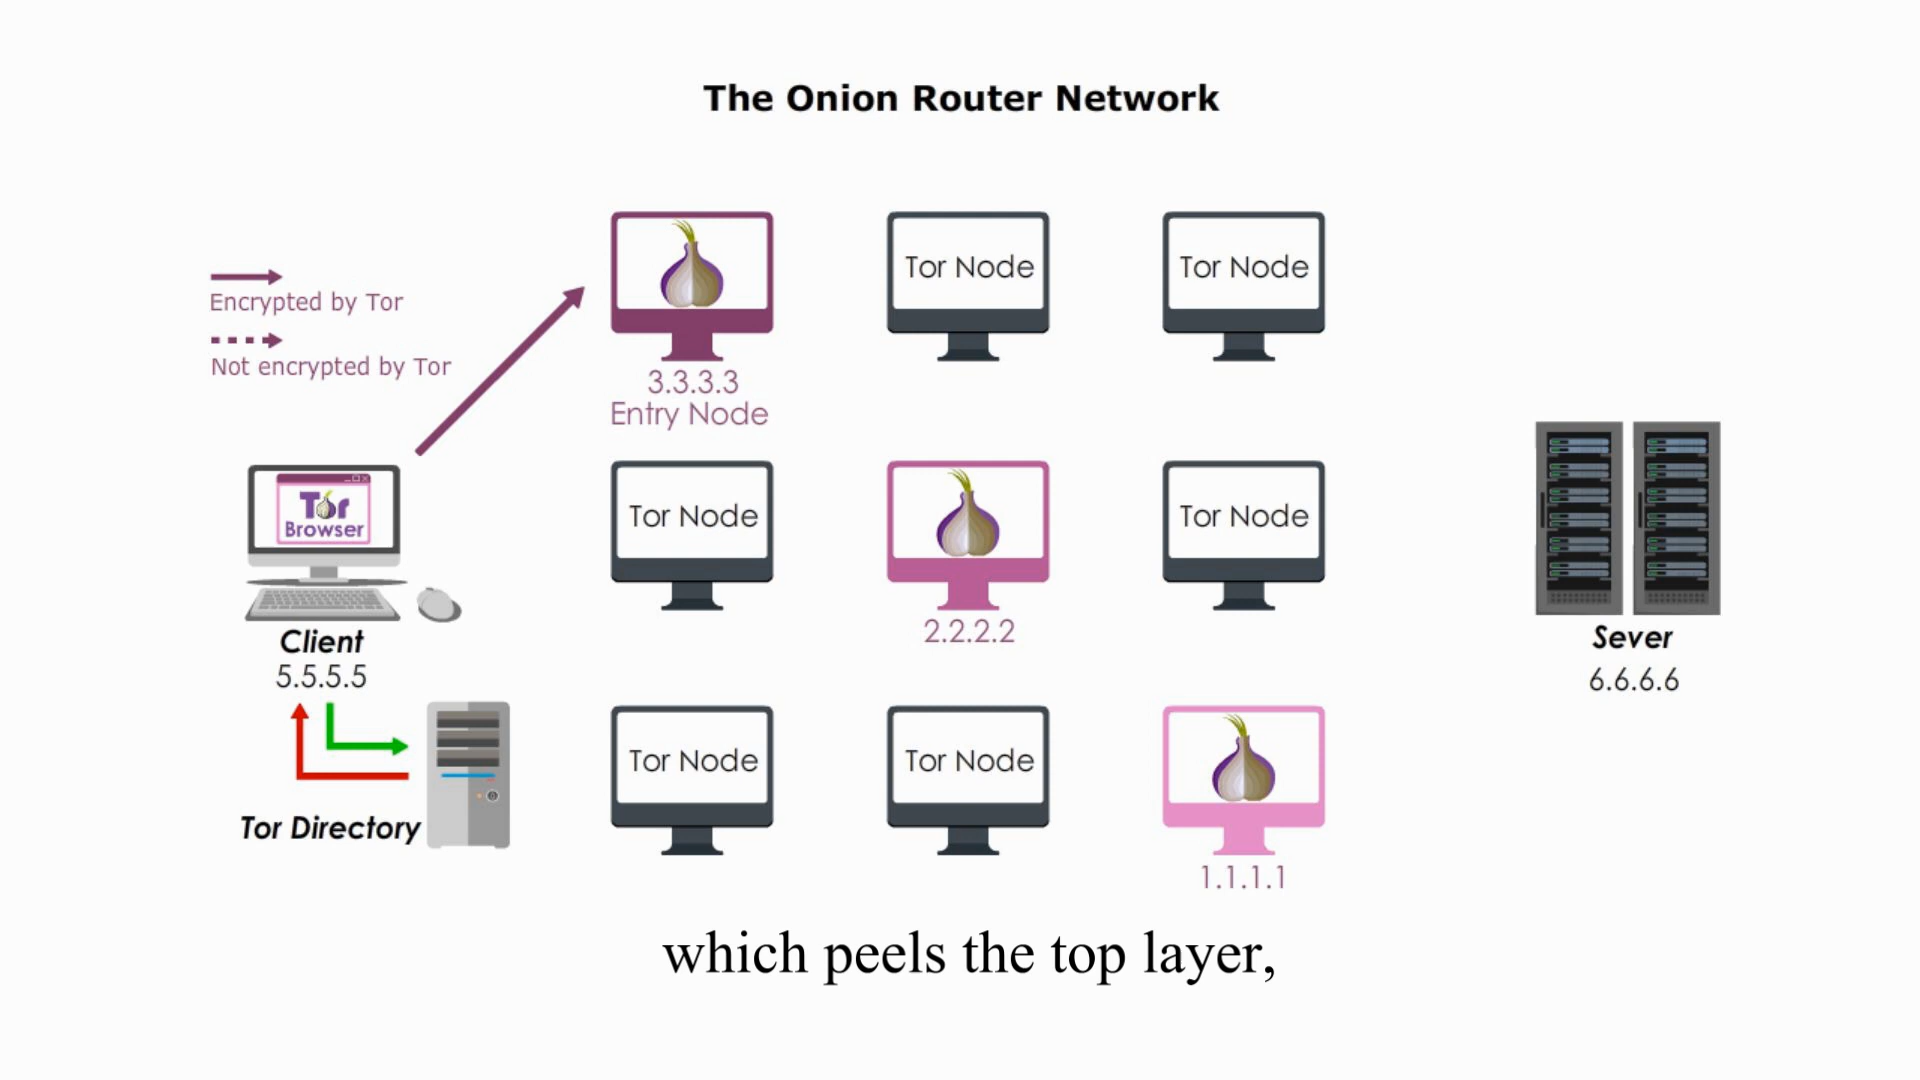 The Onion Router Network
Encrypted by Tor
Not encrypted by Tor
3.3.3.3
Entry Node
Tor Node
Tor Node
Tor
Browser
Client
5.5.5.5
Tor Node
2.2.2.2
Tor Node
Sever
6.6.6.6
Tor Directory
Tor Node
Tor Node
1.1.1.1
which peels the top layer,